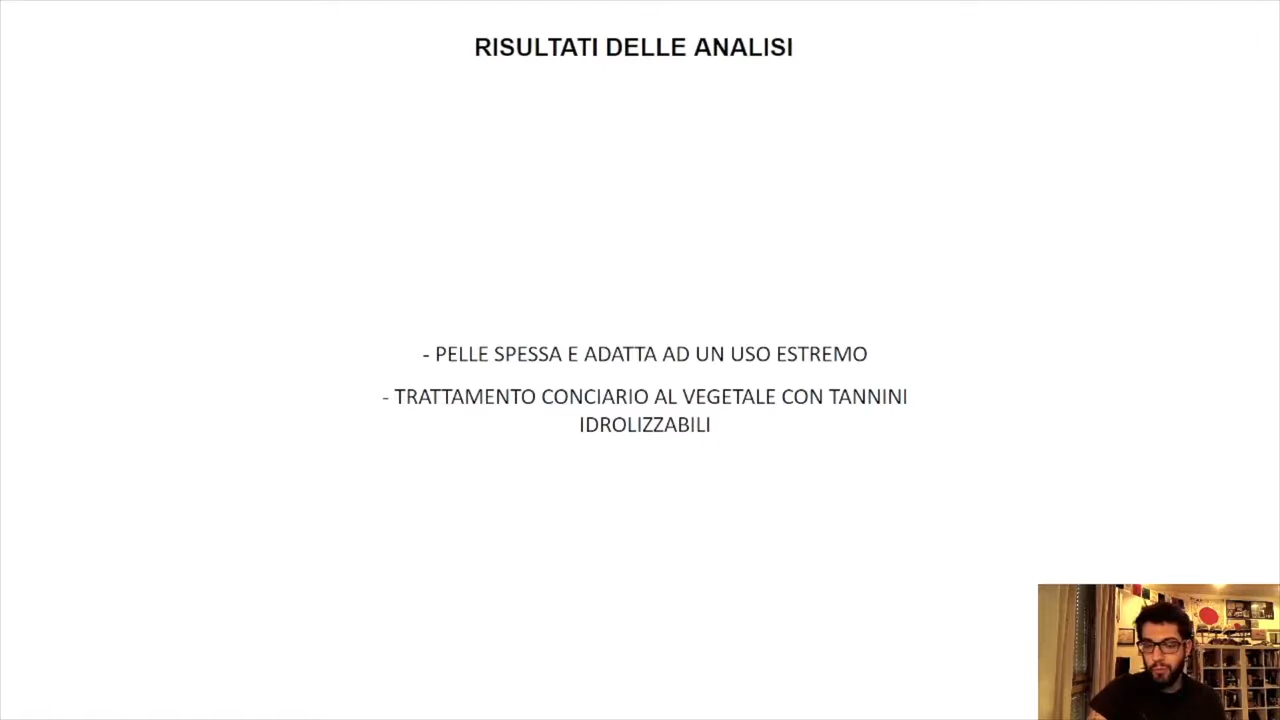 RISULTATI DELLE ANALISI
- PELLE SPESSA E ADATTA AD UN USO ESTREMO
- TRATTAMENTO CONCIARIO AL VEGETALE CON TANNINI
IDROLIZZABILI